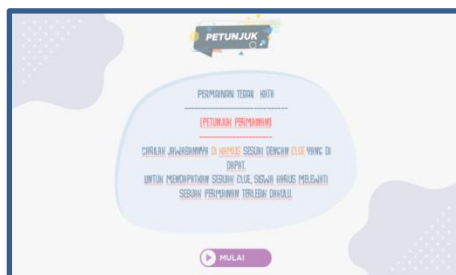 PETUNJUK
PERMAINAN TEBAK KATA
------------------------------
[PETUNJUK PERMAINAN]
------------------------------
CARILAH JAWABANNYA DI KAMUS SESUAI DENGAN CLUE YANG DI
DAPAT.
UNTUK MENDAPATKAN SEBUAH CLUE, SISWA HARUS MELEWATI
SEBUAH PERMAINAN TERLEBIH DAHULU.
MULAI